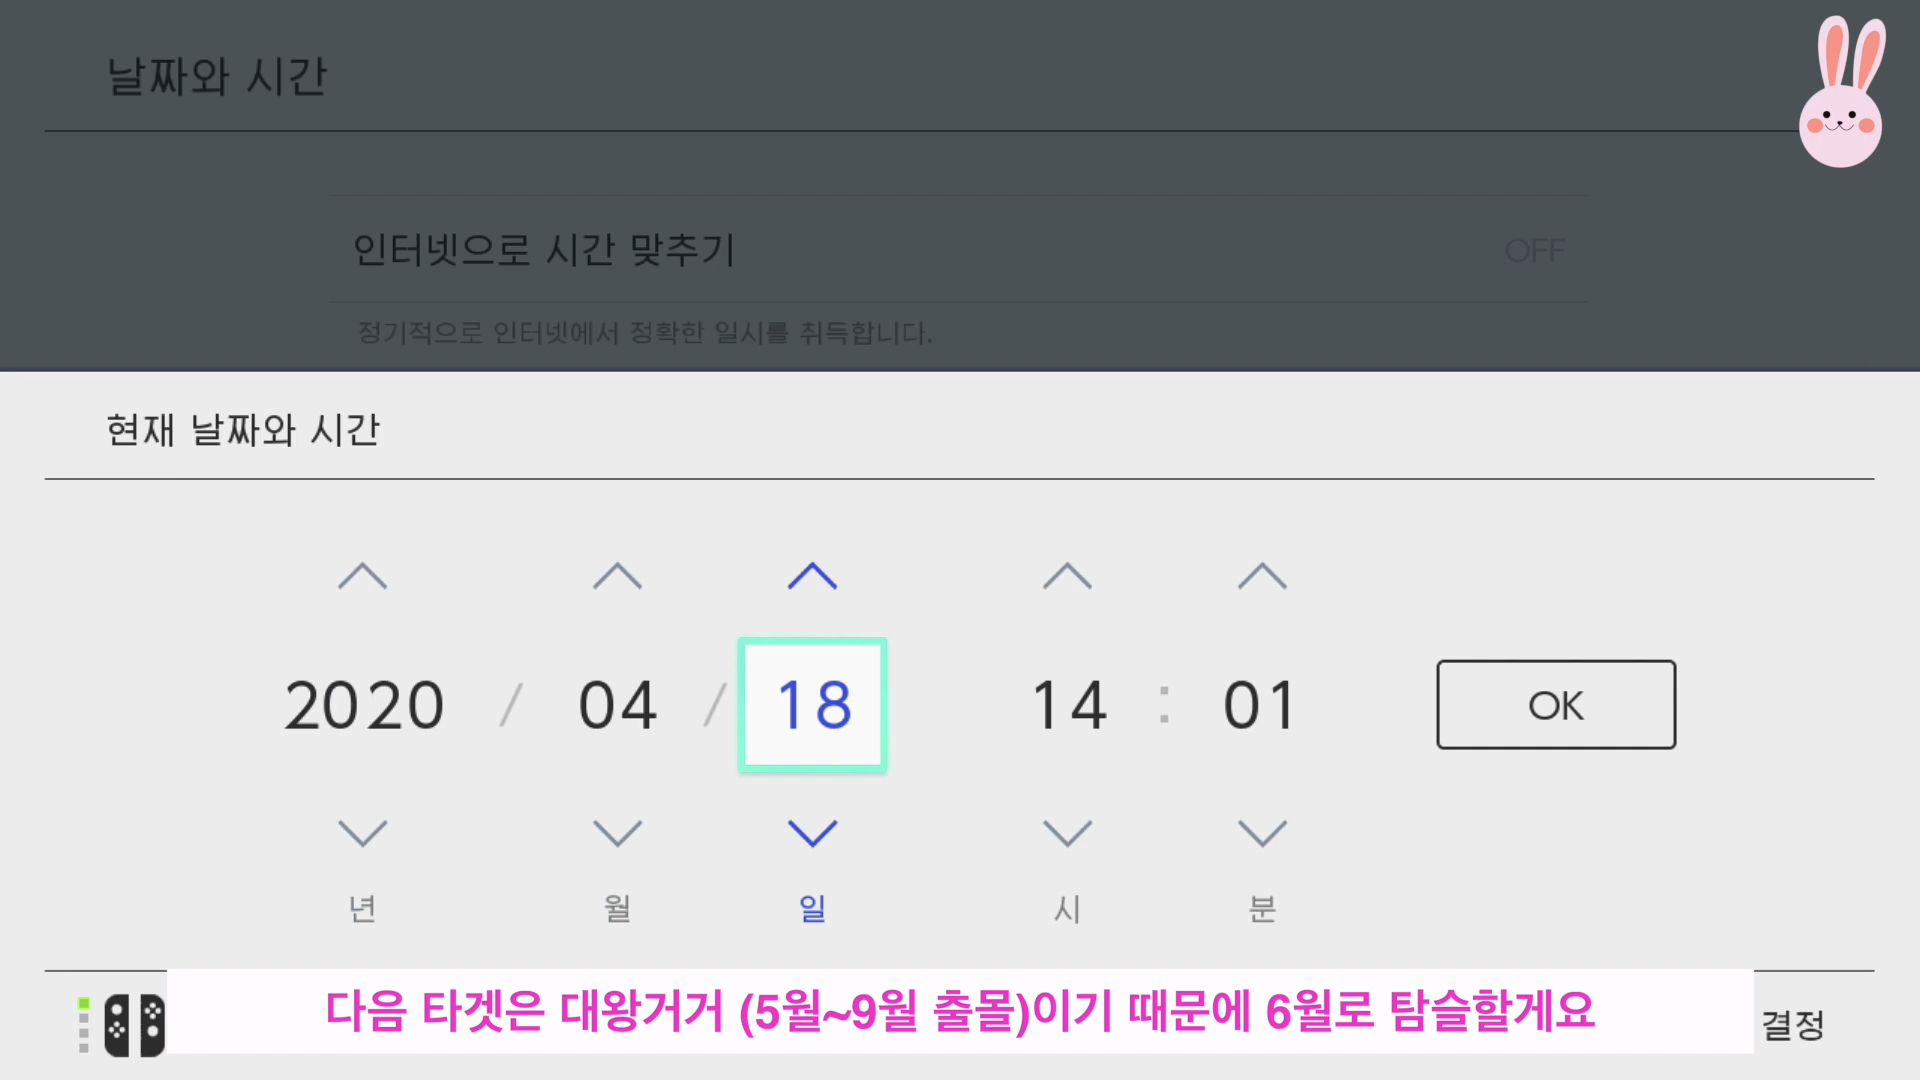 날짜와 시간
인터넷으로 시간 맞추기 OFF
정기적으로 인터넷에서 정확한 일시를 취득합니다.
현재 날짜와 시간
2020 / 04 / 18 14 : 01 OK
년 월 일 시 분
다음 타겟은 대왕거거 (5월~9월 출몰)이기 때문에 6월로 탐슬할게요
결정